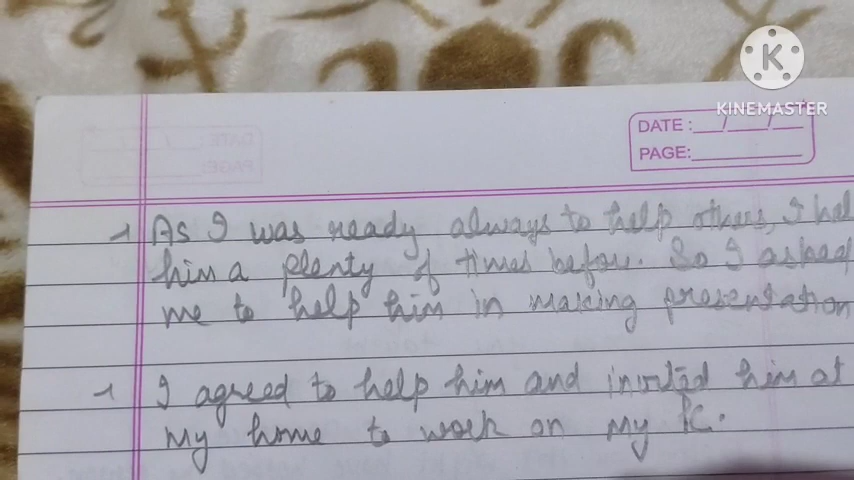 KINEMASTER
DATE: / /
PAGE:
As I was ready always to help others, I hel
him a plenty of times before. So I asked
me to help him in making presentation
I agreed to help him and invited him at
my home to work on my PC.